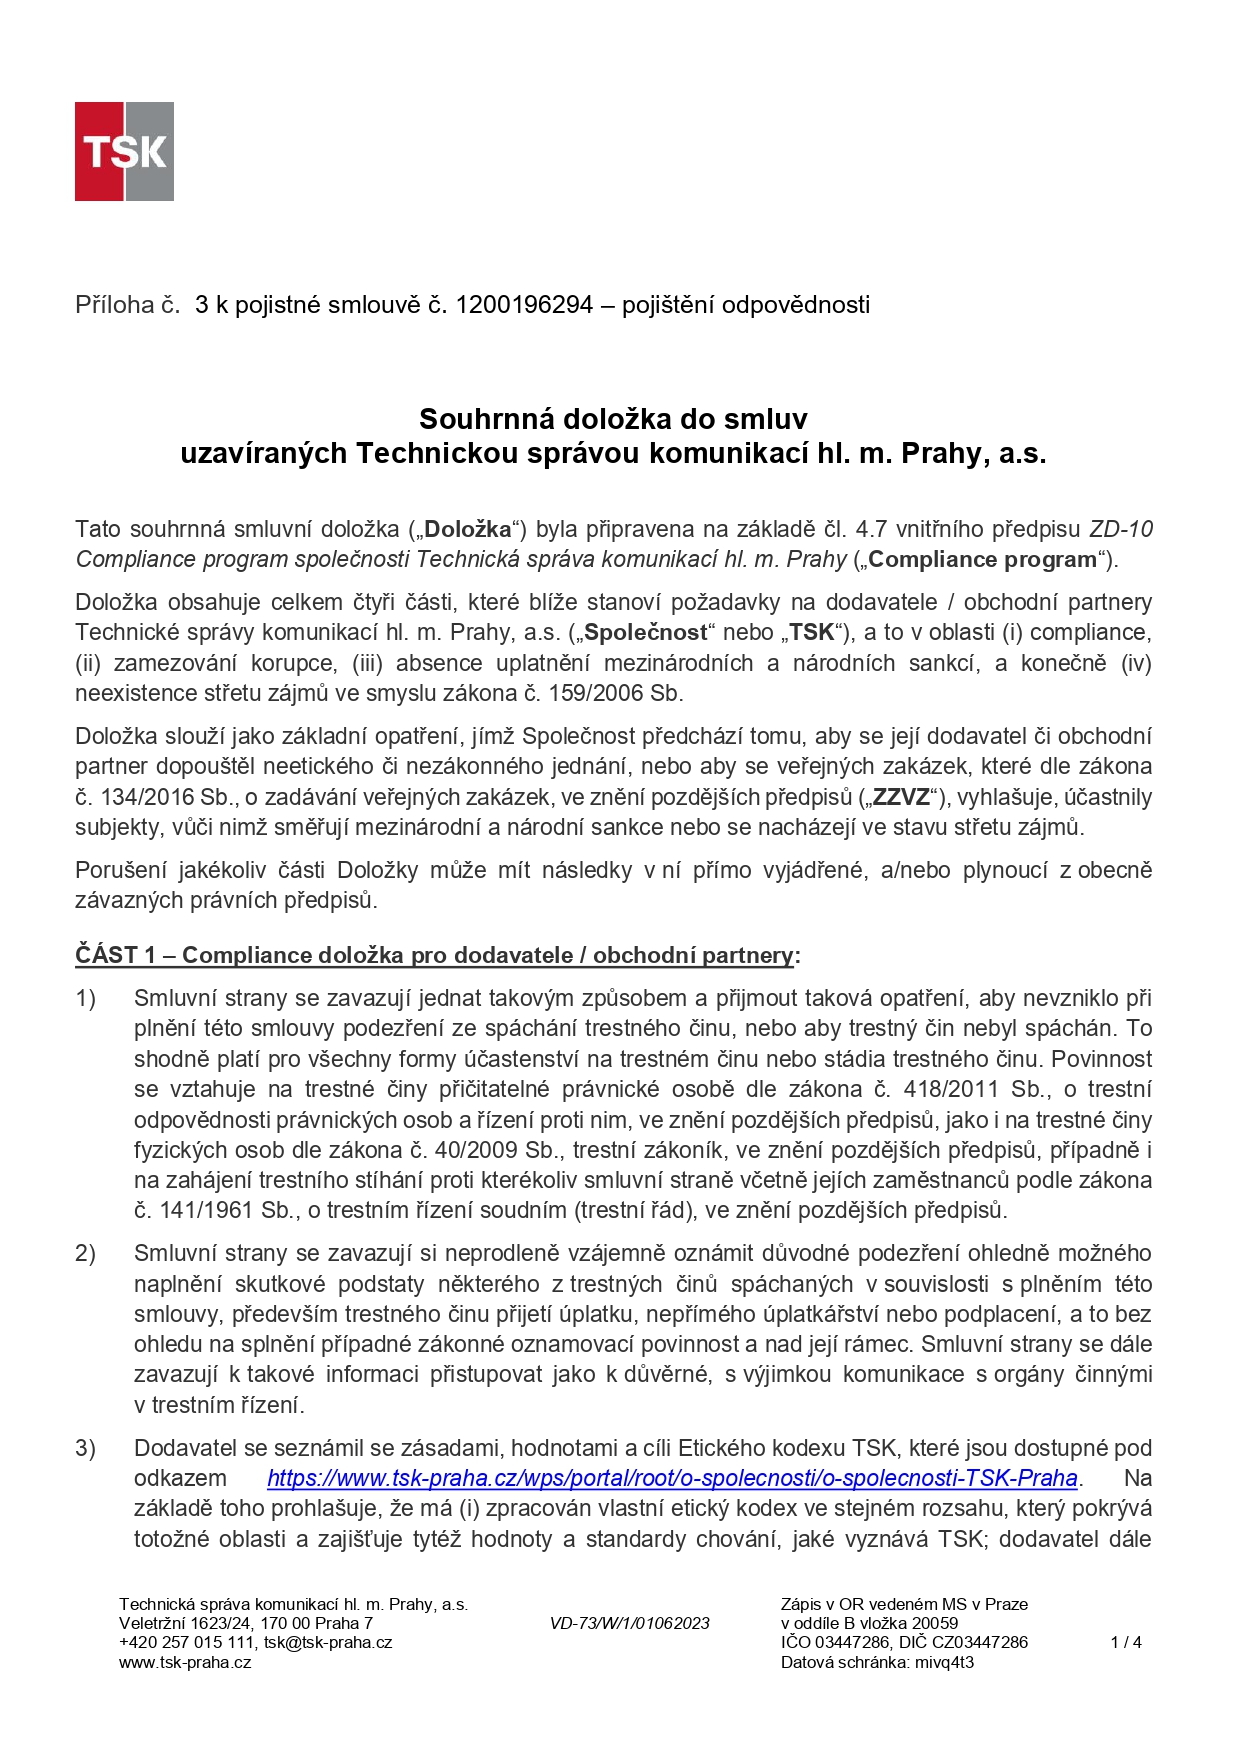 TSK
Příloha č. 3 k pojistné smlouvě č. 1200196294 – pojištění odpovědnosti
Souhrnná doložka do smluv
uzavíraných Technickou správou komunikací hl. m. Prahy, a.s.
Tato souhrnná smluvní doložka („Doložka“) byla připravena na základě čl. 4.7 vnitřního předpisu ZD-10
Compliance program společnosti Technická správa komunikací hl. m. Prahy („Compliance program“).
Doložka obsahuje celkem čtyři části, které blíže stanoví požadavky na dodavatele / obchodní partnery
Technické správy komunikací hl. m. Prahy, a.s. („Společnost“ nebo „TSK“), a to v oblasti (i) compliance,
(ii) zamezování korupce, (iii) absence uplatnění mezinárodních a národních sankcí, a konečně (iv)
neexistence střetu zájmů ve smyslu zákona č. 159/2006 Sb.
Doložka slouží jako základní opatření, jímž Společnost předchází tomu, aby se její dodavatel či obchodní
partner dopouštěl neetického či nezákonného jednání, nebo aby se veřejných zakázek, které dle zákona
č. 134/2016 Sb., o zadávání veřejných zakázek, ve znění pozdějších předpisů („ZZVZ“), vyhlašuje, účastnily
subjekty, vůči nimž směřují mezinárodní a národní sankce nebo se nacházejí ve stavu střetu zájmů.
Porušení jakékoliv části Doložky může mít následky v ní přímo vyjádřené, a/nebo plynoucí z obecně
závazných právních předpisů.
ČÁST 1 – Compliance doložka pro dodavatele / obchodní partnery:
1) Smluvní strany se zavazují jednat takovým způsobem a přijmout taková opatření, aby nevzniklo při
plnění této smlouvy podezření ze spáchání trestného činu, nebo aby trestný čin nebyl spáchán. To
shodně platí pro všechny formy účastenství na trestném činu nebo stádia trestného činu. Povinnost
se vztahuje na trestné činy přičitatelné právnické osobě dle zákona č. 418/2011 Sb., o trestní
odpovědnosti právnických osob a řízení proti nim, ve znění pozdějších předpisů, jako i na trestné činy
fyzických osob dle zákona č. 40/2009 Sb., trestní zákoník, ve znění pozdějších předpisů, případně i
na zahájení trestního stíhání proti kterékoliv smluvní straně včetně jejích zaměstnanců podle zákona
č. 141/1961 Sb., o trestním řízení soudním (trestní řád), ve znění pozdějších předpisů.
2) Smluvní strany se zavazují si neprodleně vzájemně oznámit důvodné podezření ohledně možného
naplnění skutkové podstaty některého z trestných činů spáchaných v souvislosti s plněním této
smlouvy, především trestného činu přijetí úplatku, nepřímého úplatkářství nebo podplacení, a to bez
ohledu na splnění případné zákonné oznamovací povinnost a nad její rámec. Smluvní strany se dále
zavazují k takové informaci přistupovat jako k důvěrné, s výjimkou komunikace s orgány činnými
v trestním řízení.
3) Dodavatel se seznámil se zásadami, hodnotami a cíli Etického kodexu TSK, které jsou dostupné pod
odkazem https://www.tsk-praha.cz/wps/portal/root/o-spolecnosti/o-spolecnosti-TSK-Praha. Na
základě toho prohlašuje, že má (i) zpracován vlastní etický kodex ve stejném rozsahu, který pokrývá
totožné oblasti a zajišťuje tytéž hodnoty a standardy chování, jaké vyznává TSK; dodavatel dále
Technická správa komunikací hl. m. Prahy, a.s.
Veletržní 1623/24, 170 00 Praha 7
+420 257 015 111, tsk@tsk-praha.cz
www.tsk-praha.cz
VD-73/W/1/01062023
Zápis v OR vedeném MS v Praze
v oddíle B vložka 20059
IČO 03447286, DIČ CZ03447286
Datová schránka: mivq4t3
1 / 4